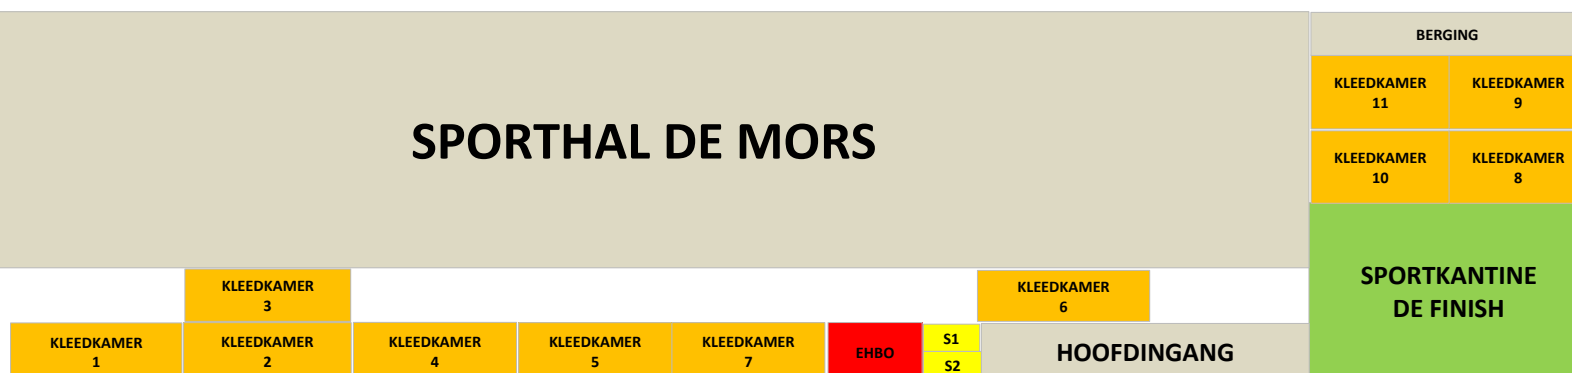 BERGING
KLEEDKAMER
11
KLEEDKAMER
9
SPORTHAL DE MORS
KLEEDKAMER
10
KLEEDKAMER
8
SPORTKANTINE
DE FINISH
KLEEDKAMER
3
KLEEDKAMER
6
KLEEDKAMER
1
KLEEDKAMER
2
KLEEDKAMER
4
KLEEDKAMER
5
KLEEDKAMER
7
EHBO
S1
S2
HOOFDINGANG